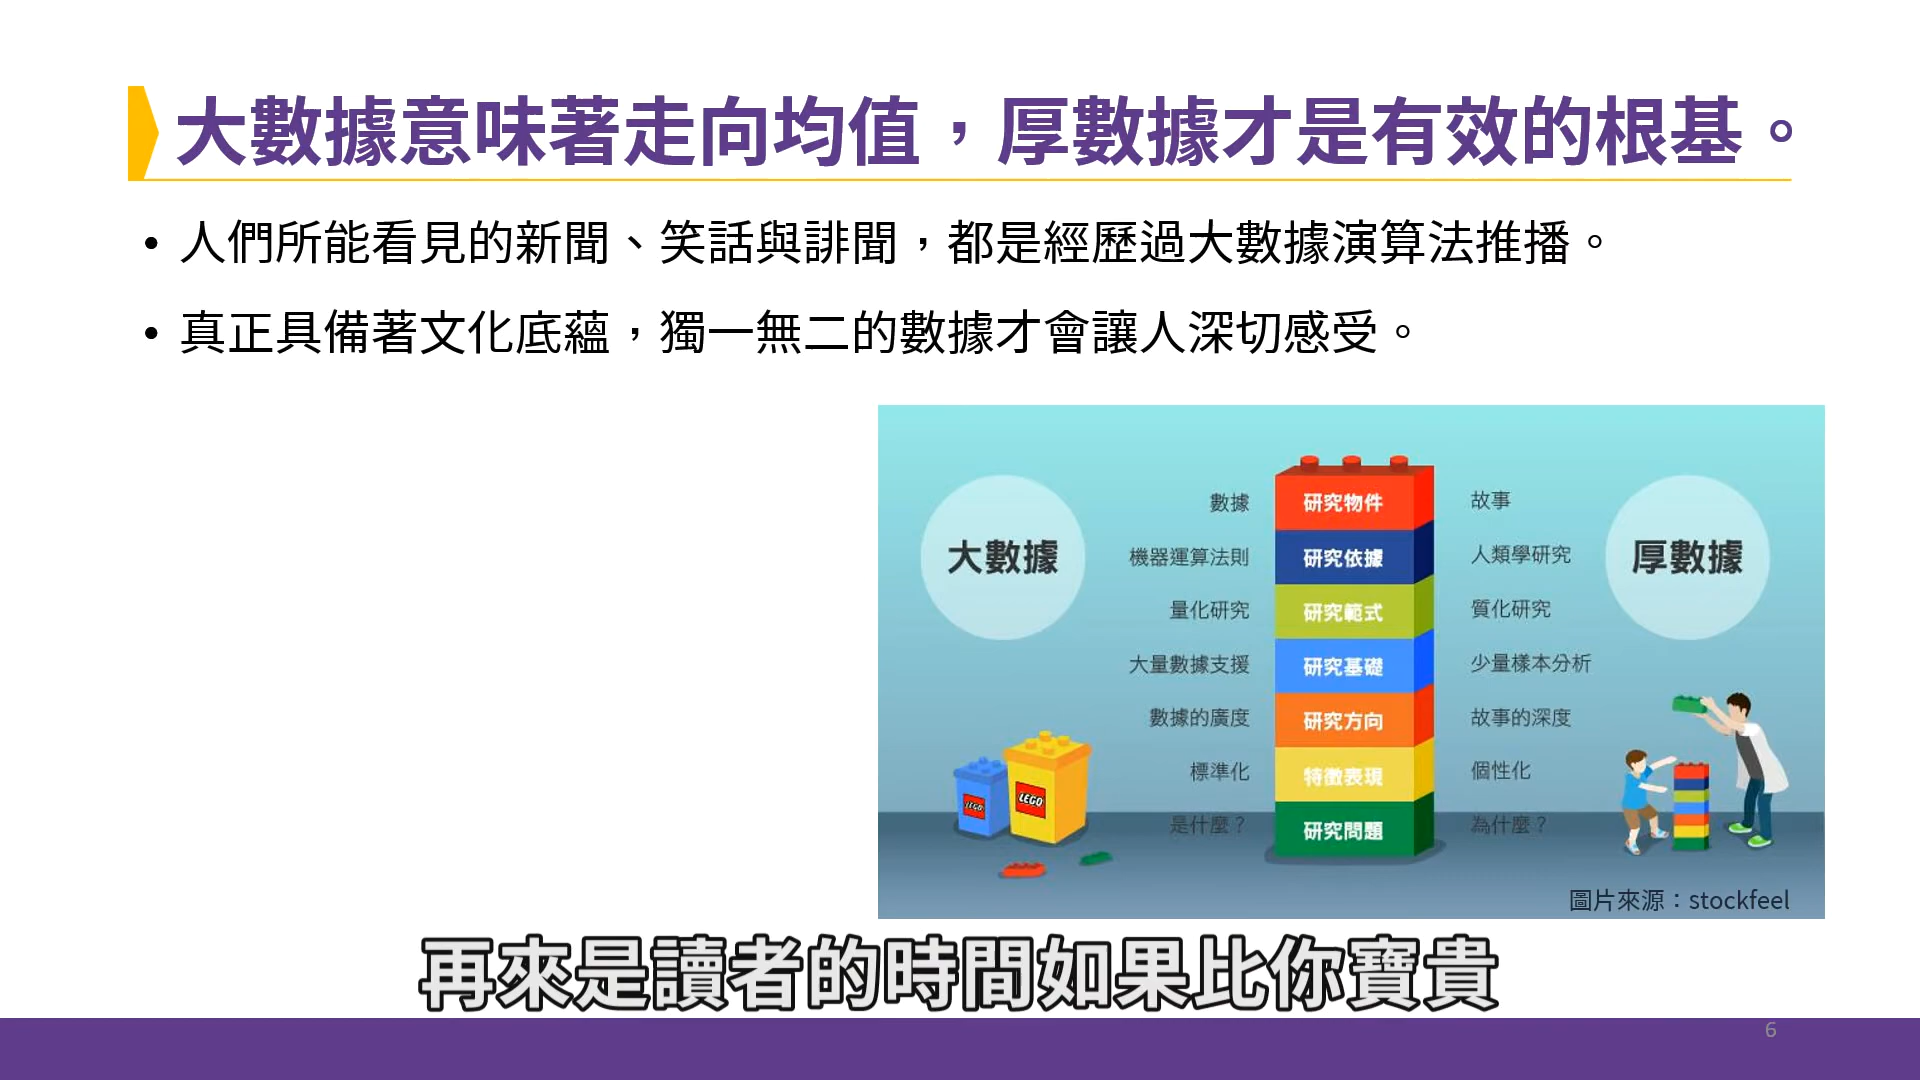 大數據意味著走向均值，厚數據才是有效的根基。
• 人們所能看見的新聞、笑話與誹聞，都是經歷過大數據演算法推播。
• 真正具備著文化底蘊，獨一無二的數據才會讓人深切感受。
大數據
厚數據
數據 研究物件 故事
機器運算法則 研究依據 人類學研究
量化研究 研究範式 質化研究
大量數據支援 研究基礎 少量樣本分析
數據的廣度 研究方向 故事的深度
標準化 特徵表現 個性化
是什麼？ 研究問題 為什麼？
LEGO
LEGO
圖片來源：stockfeel
再來是讀者的時間如果比你寶貴
6